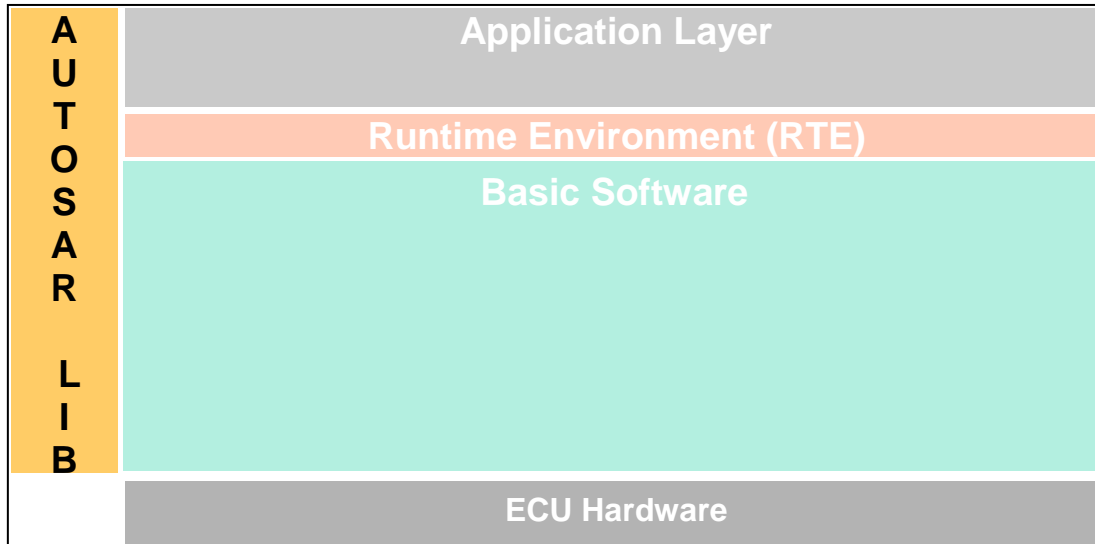 A
U
T
O
S
A
R
L
I
B
Application Layer
Runtime Environment (RTE)
Basic Software
ECU Hardware